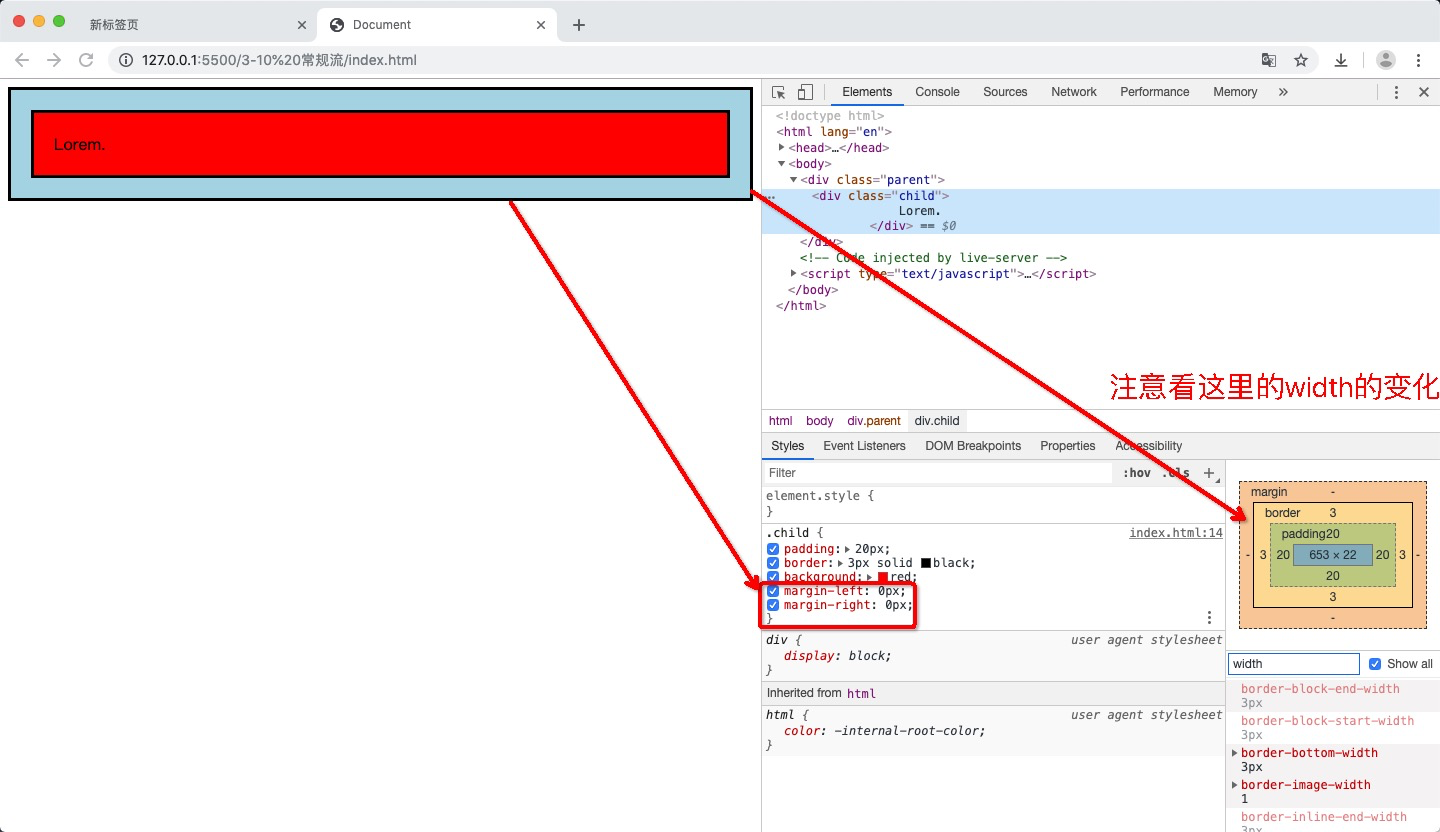 新标签页
Document
127.0.0.1:5500/3-10%20常规流/index.html
Lorem.
Elements Console Sources Network Performance Memory »
<!doctype html>
<html lang="en">
<head>…</head>
<body>
<div class="parent">
<div class="child">
Lorem.
</div> == $0
</div>
<!-- Code injected by live-server -->
<script type="text/javascript">…</script>
</body>
</html>
注意看这里的width的变化
html body div.parent div.child
Styles Event Listeners DOM Breakpoints Properties Accessibility
Filter
:hov .cls +
element.style {
}
.child {
index.html:14
padding: 20px;
border: 3px solid black;
background: red;
margin-left: 0px;
margin-right: 0px;
}
div {
user agent stylesheet
display: block;
}
Inherited from html
html {
user agent stylesheet
color: -internal-root-color;
}
margin -
border 3
padding20
- 3 20 653 × 22 20 3 -
20
3
-
width
Show all
border-block-end-width
3px
border-block-start-width
3px
border-bottom-width
3px
border-image-width
1
border-inline-end-width
3px